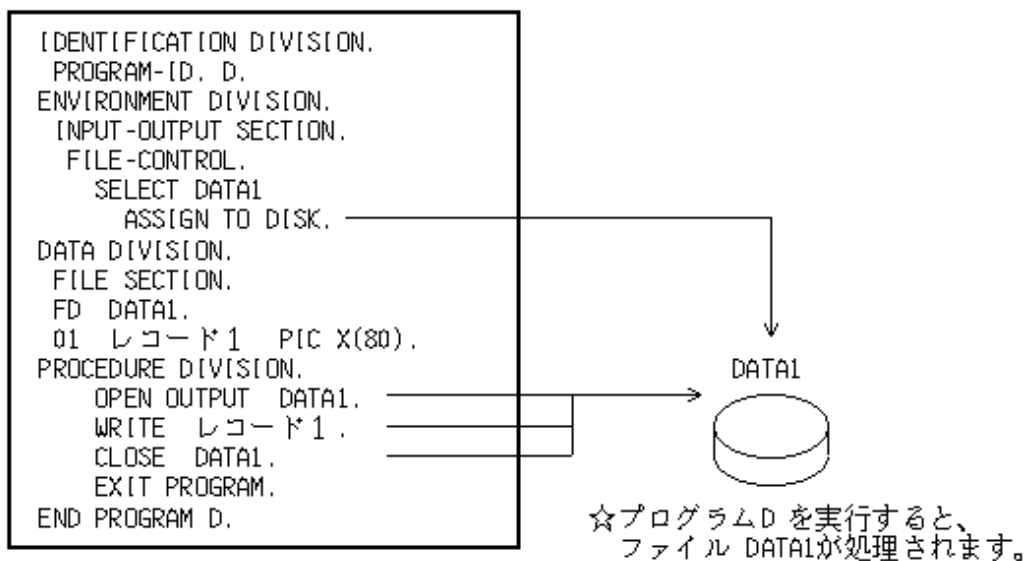 IDENTIFICATION DIVISION.
PROGRAM-ID. D.
ENVIRONMENT DIVISION.
INPUT-OUTPUT SECTION.
FILE-CONTROL.
SELECT DATA1
ASSIGN TO DISK.
DATA DIVISION.
FILE SECTION.
FD DATA1.
01 レコード1 PIC X(80).
PROCEDURE DIVISION.
OPEN OUTPUT DATA1.
WRITE レコード1.
CLOSE DATA1.
EXIT PROGRAM.
END PROGRAM D.
DATA1
☆プログラムD を実行すると、
ファイル DATA1が処理されます。